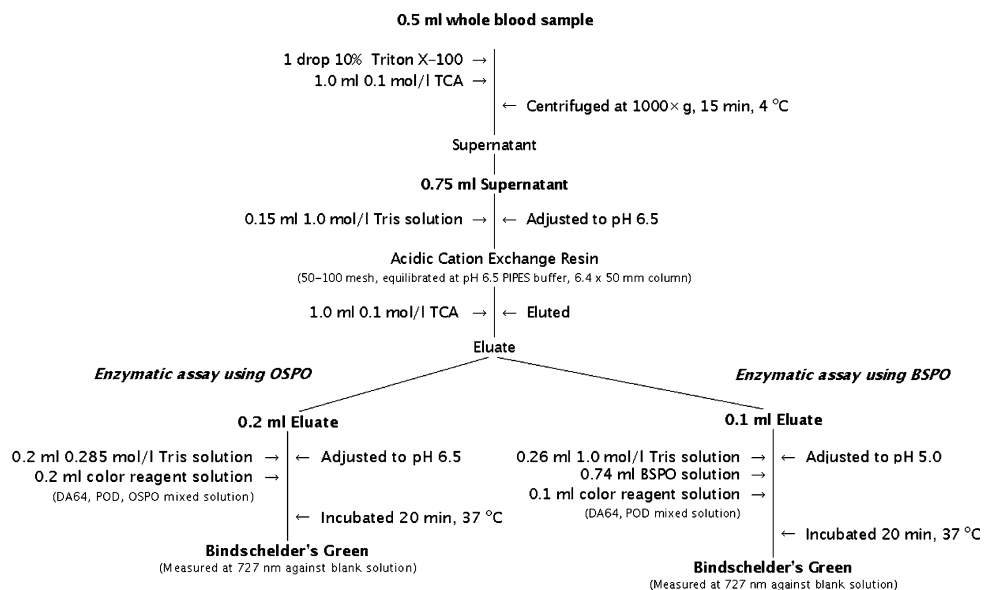 0.5 ml whole blood sample
1 drop 10% Triton X-100 →
1.0 ml 0.1 mol/l TCA →
← Centrifuged at 1000× g, 15 min, 4 °C
Supernatant
0.75 ml Supernatant
0.15 ml 1.0 mol/l Tris solution → ← Adjusted to pH 6.5
Acidic Cation Exchange Resin
(50-100 mesh, equilibrated at pH 6.5 PIPES buffer, 6.4 x 50 mm column)
1.0 ml 0.1 mol/l TCA → ← Eluted
Eluate
Enzymatic assay using OSPO
0.2 ml Eluate
0.2 ml 0.285 mol/l Tris solution → ← Adjusted to pH 6.5
0.2 ml color reagent solution →
(DA64, POD, OSPO mixed solution)
← Incubated 20 min, 37 °C
Bindschelder's Green
(Measured at 727 nm against blank solution)
Enzymatic assay using BSPO
0.1 ml Eluate
0.26 ml 1.0 mol/l Tris solution → ← Adjusted to pH 5.0
0.74 ml BSPO solution →
0.1 ml color reagent solution →
(DA64, POD mixed solution)
← Incubated 20 min, 37 °C
Bindschelder's Green
(Measured at 727 nm against blank solution)